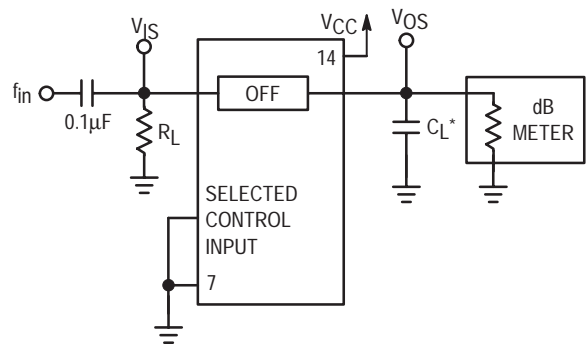 V_IS
V_CC
V_OS
14
f_in
0.1μF
R_L
OFF
C_L*
dB
METER
SELECTED
CONTROL
INPUT
7